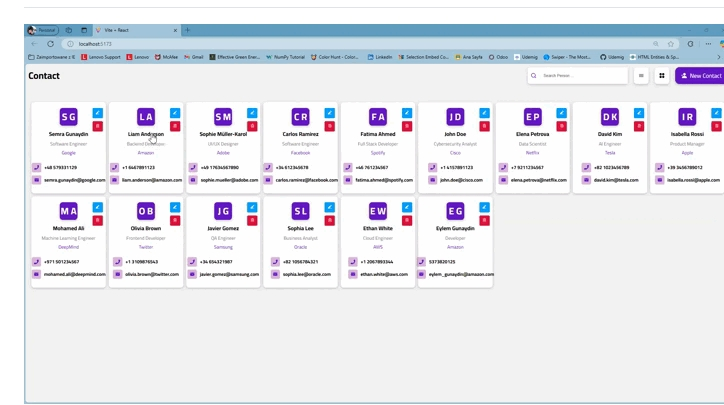 Personal
Vite + React
localhost:5173
Lenovo Support
Lenovo
McAfee
Gmail
Effective Green Ener...
NumPy Tutorial
Color Hunt - Color...
LinkedIn
Selection Embed Co...
Ana Sayfa
Odoo
Udemig
Swiper - The Most...
GitHub
Udemig
HTML Entities & Sp...
Contact
Search Person ...
New Contact
SG
Semra Gunaydin
Software Engineer
Google
+48 579331129
semra.gunaydin@google.com
LA
Liam Anderson
Backend Developer
Amazon
+1 6467891123
liam.anderson@amazon.com
SM
Sophie Müller-Karol
UI/UX Designer
Adobe
+49 17634567890
sophie.mueller@adobe.com
CR
Carlos Ramirez
Software Engineer
Facebook
+34 612345678
carlos.ramirez@facebook.com
FA
Fatima Ahmed
Full Stack Developer
Spotify
+46 761234567
fatima.ahmed@spotify.com
JD
John Doe
Cybersecurity Analyst
Cisco
+1 4157891123
john.doe@cisco.com
EP
Elena Petrova
Data Scientist
Netflix
+7 9211234567
elena.petrova@netflix.com
DK
David Kim
AI Engineer
Tesla
+82 1023456789
david.kim@tesla.com
IR
Isabella Rossi
Product Manager
Apple
+39 3456789012
isabella.rossi@apple.com
MA
Mohamed Ali
Machine Learning Engineer
DeepMind
+971 501234567
mohamed.ali@deepmind.com
OB
Olivia Brown
Frontend Developer
Twitter
+1 3109876543
olivia.brown@twitter.com
JG
Javier Gomez
QA Engineer
Samsung
+34 654321987
javier.gomez@samsung.com
SL
Sophia Lee
Business Analyst
Oracle
+82 1056784321
sophia.lee@oracle.com
EW
Ethan White
Cloud Engineer
AWS
+1 2067893344
ethan.white@aws.com
EG
Eylem Gunaydin
Developer
Amazon
5373820125
eylem_gunaydin@amazon.com